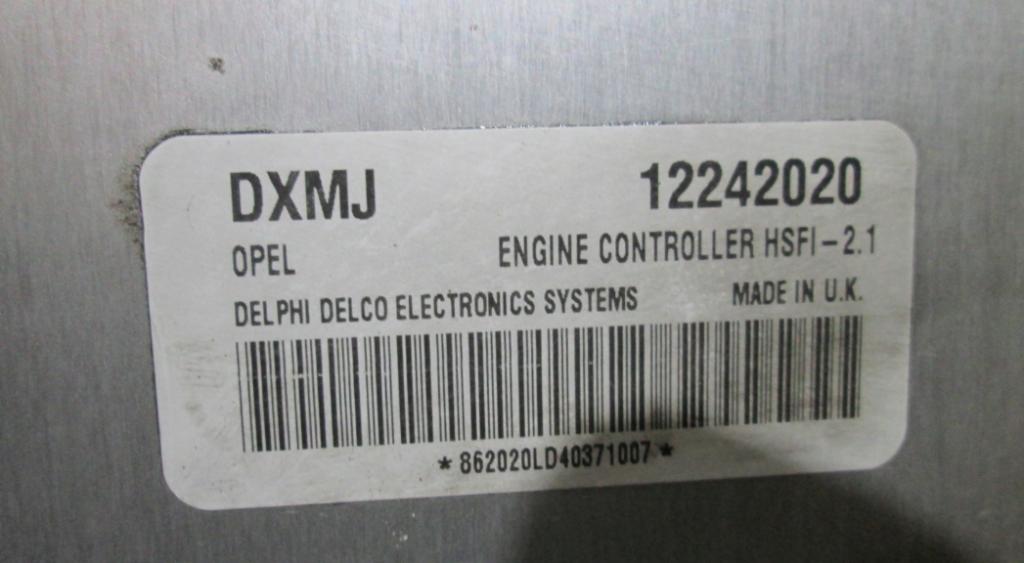 DXMJ 12242020
OPEL ENGINE CONTROLLER HSFI-2.1
DELPHI DELCO ELECTRONICS SYSTEMS MADE IN U.K.
*862020LD40371007*